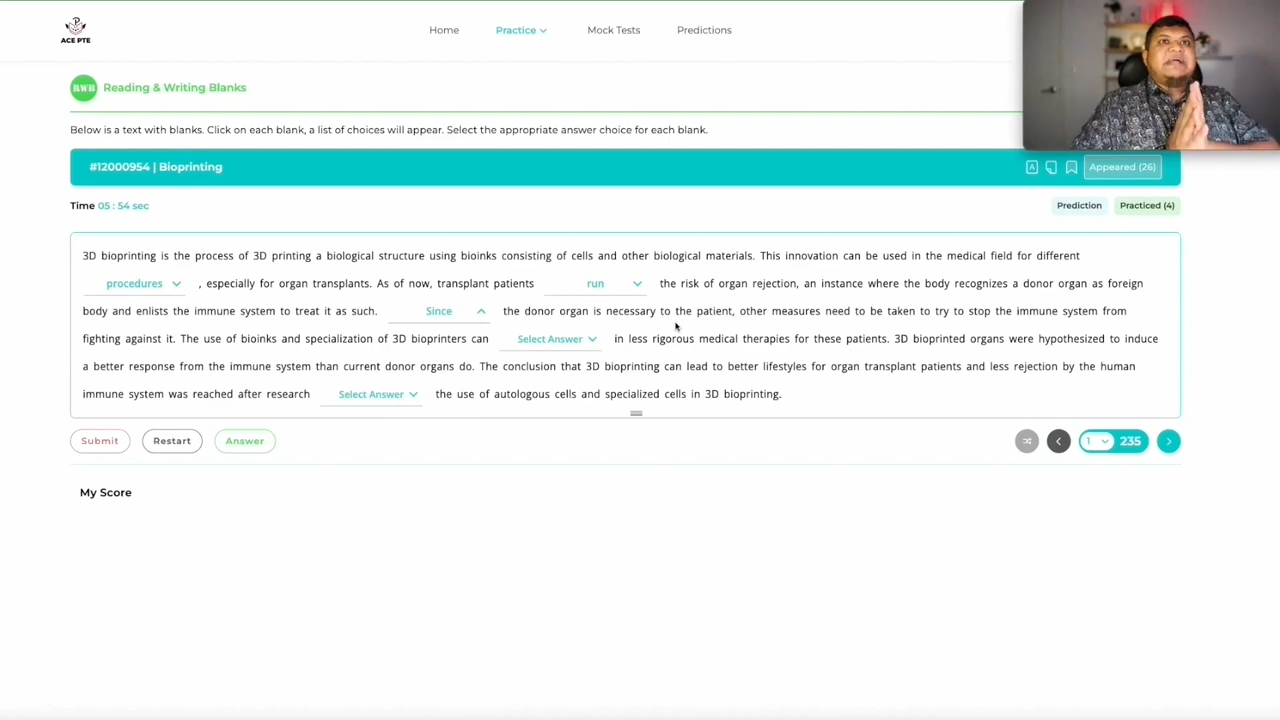 ACE PTE
Home Practice Mock Tests Predictions
RWB Reading & Writing Blanks
Below is a text with blanks. Click on each blank, a list of choices will appear. Select the appropriate answer choice for each blank.
#12000954 | Bioprinting A Appeared (26)
Time 05 : 54 sec Prediction Practiced (4)
3D bioprinting is the process of 3D printing a biological structure using bioinks consisting of cells and other biological materials. This innovation can be used in the medical field for different
procedures , especially for organ transplants. As of now, transplant patients run the risk of organ rejection, an instance where the body recognizes a donor organ as foreign
body and enlists the immune system to treat it as such. Since the donor organ is necessary to the patient, other measures need to be taken to try to stop the immune system from
fighting against it. The use of bioinks and specialization of 3D bioprinters can Select Answer in less rigorous medical therapies for these patients. 3D bioprinted organs were hypothesized to induce
a better response from the immune system than current donor organs do. The conclusion that 3D bioprinting can lead to better lifestyles for organ transplant patients and less rejection by the human
immune system was reached after research Select Answer the use of autologous cells and specialized cells in 3D bioprinting.
Submit Restart Answer 1 235
My Score